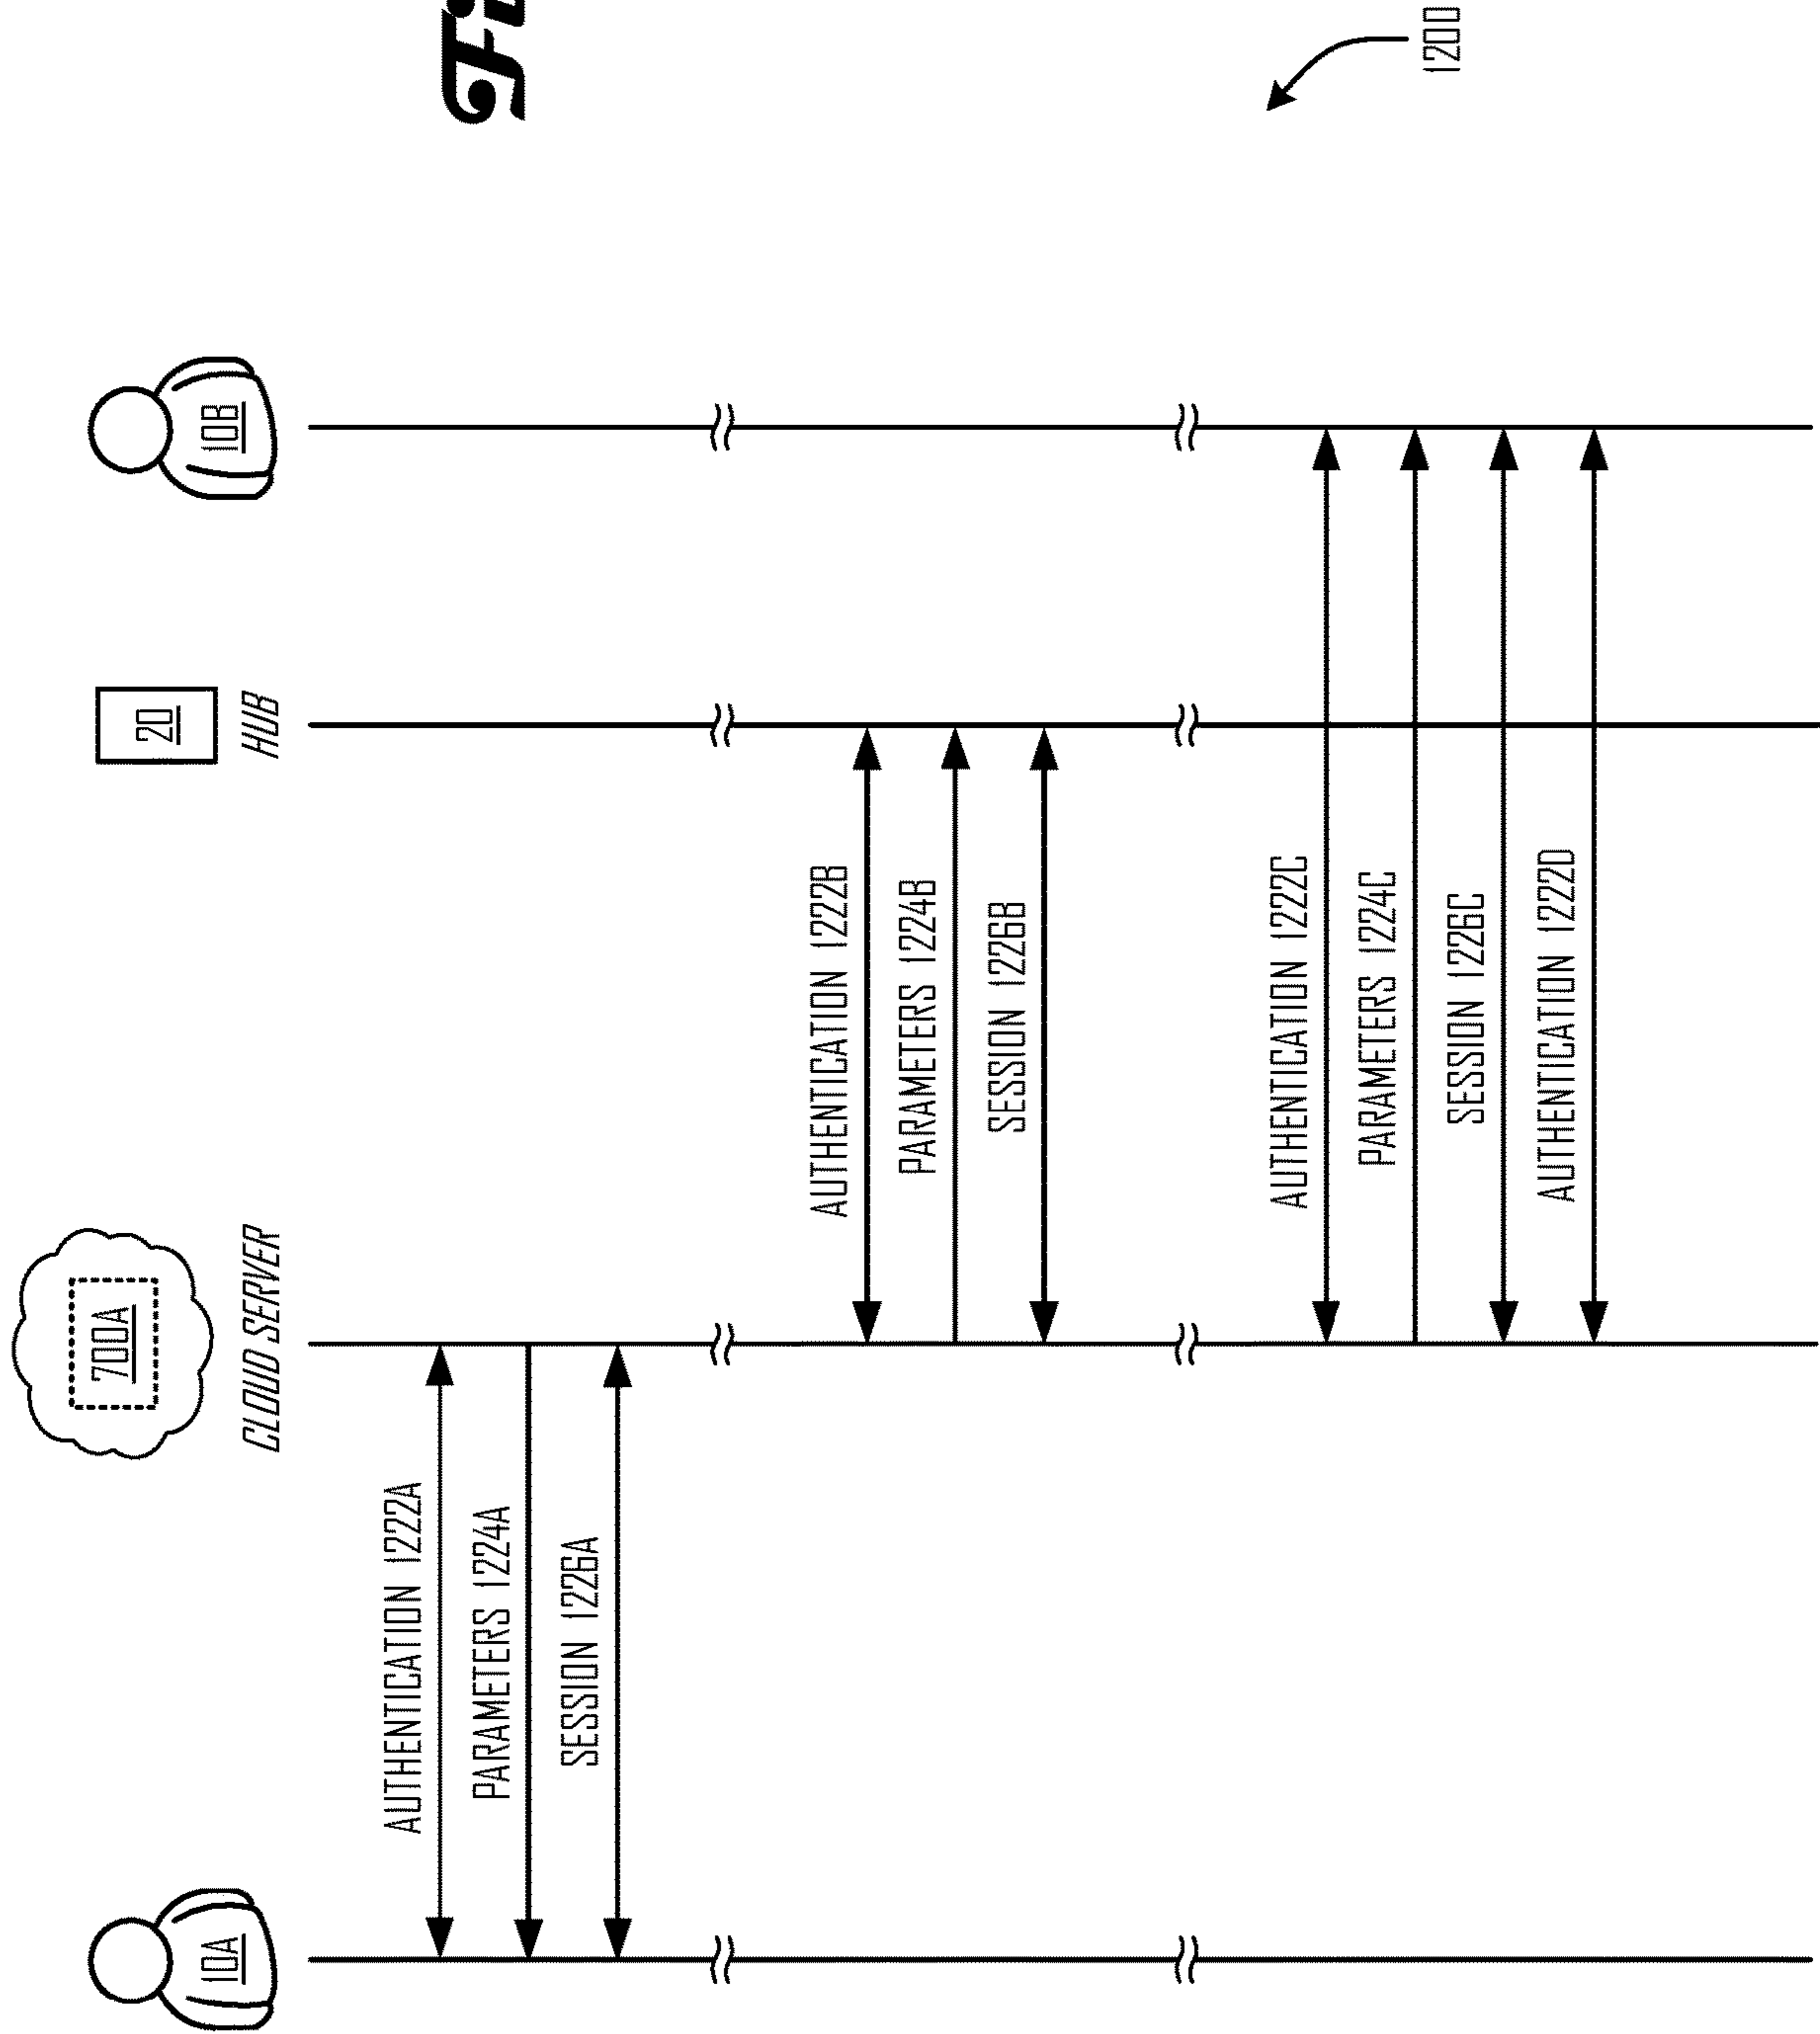 10A
700A
20
10B
CLOUD SERVER
HUB
AUTHENTICATION 1222A
PARAMETERS 1224A
SESSION 1226A
AUTHENTICATION 1222B
PARAMETERS 1224B
SESSION 1226B
AUTHENTICATION 1222C
PARAMETERS 1224C
SESSION 1226C
AUTHENTICATION 1222D
1200